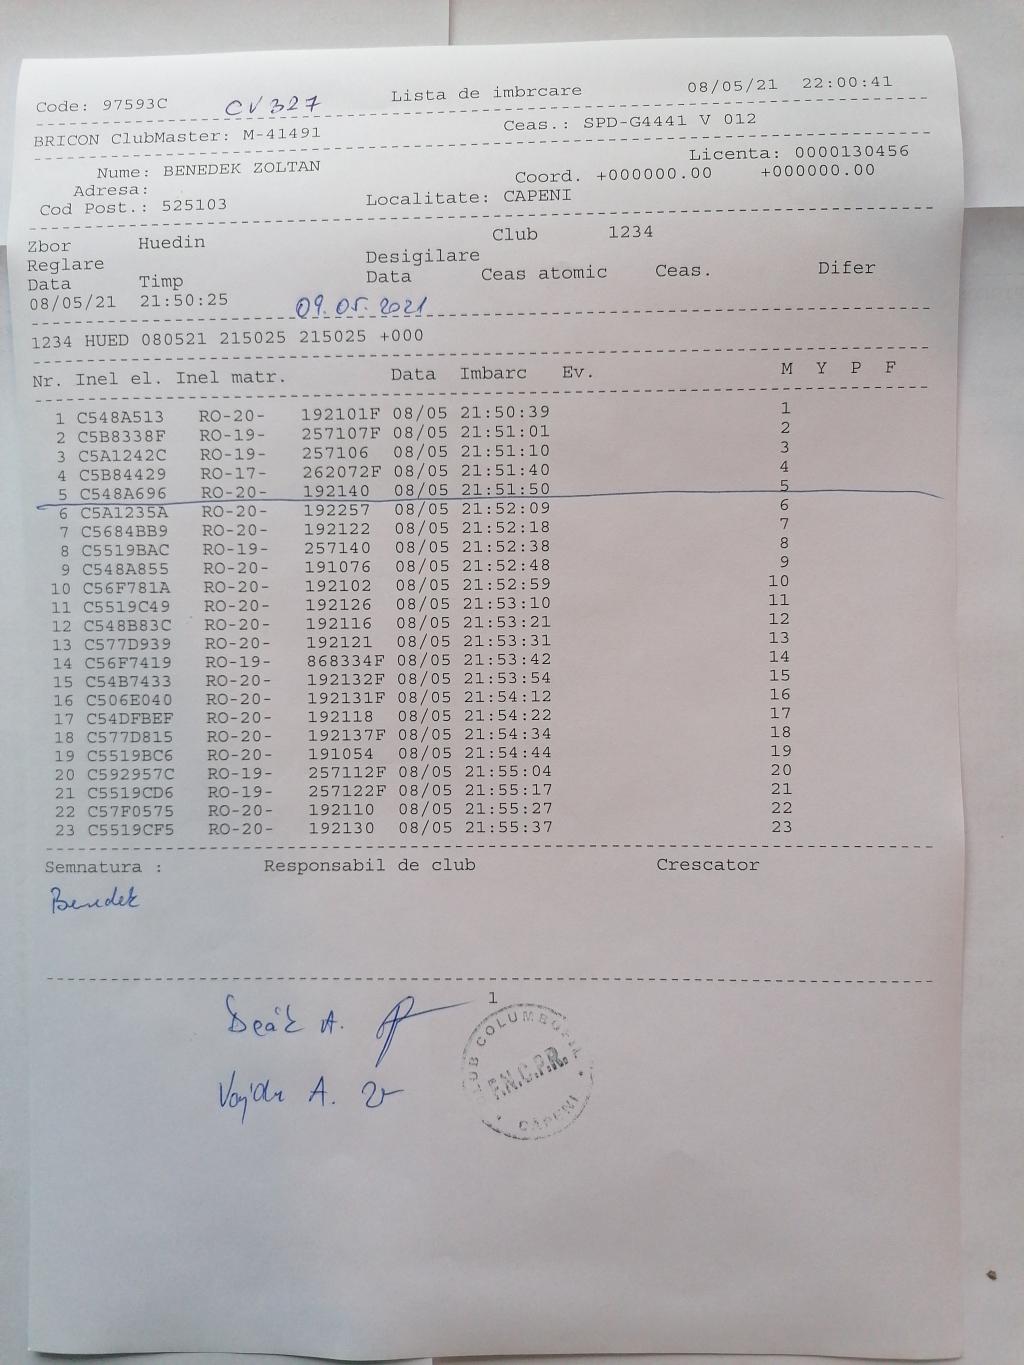 Code: 97593C CV 327 Lista de imbrcare 08/05/21 22:00:41
BRICON ClubMaster: M-41491 Ceas.: SPD-G4441 V 012
Nume: BENEDEK ZOLTAN Licenta: 0000130456
Adresa: Coord. +000000.00 +000000.00
Cod Post.: 525103 Localitate: CAPENI
Zbor Huedin Club 1234
Reglare Desigilare
Data Timp Data Ceas atomic Ceas. Difer
08/05/21 21:50:25 09.05.2021
1234 HUED 080521 215025 215025 +000
Nr. Inel el. Inel matr. Data Imbarc Ev. M Y P F
1 C548A513 RO-20- 192101F 08/05 21:50:39 1
2 C5B8338F RO-19- 257107F 08/05 21:51:01 2
3 C5A1242C RO-19- 257106 08/05 21:51:10 3
4 C5B84429 RO-17- 262072F 08/05 21:51:40 4
5 C548A696 RO-20- 192140 08/05 21:51:50 5
6 C5A1235A RO-20- 192257 08/05 21:52:09 6
7 C5684BB9 RO-20- 192122 08/05 21:52:18 7
8 C5519BAC RO-19- 257140 08/05 21:52:38 8
9 C548A855 RO-20- 191076 08/05 21:52:48 9
10 C56F781A RO-20- 192102 08/05 21:52:59 10
11 C5519C49 RO-20- 192126 08/05 21:53:10 11
12 C548B83C RO-20- 192116 08/05 21:53:21 12
13 C577D939 RO-20- 192121 08/05 21:53:31 13
14 C56F7419 RO-19- 868334F 08/05 21:53:42 14
15 C54B7433 RO-20- 192132F 08/05 21:53:54 15
16 C506E040 RO-20- 192131F 08/05 21:54:12 16
17 C54DFBEF RO-20- 192118 08/05 21:54:22 17
18 C577D815 RO-20- 192137F 08/05 21:54:34 18
19 C5519BC6 RO-20- 191054 08/05 21:54:44 19
20 C592957C RO-19- 257112F 08/05 21:55:04 20
21 C5519CD6 RO-19- 257122F 08/05 21:55:17 21
22 C57F0575 RO-20- 192110 08/05 21:55:27 22
23 C5519CF5 RO-20- 192130 08/05 21:55:37 23
Semnatura : Responsabil de club Crescator
Benedek
1
Deák A.
Vajda A.
CLUB COLUMBOFIL
F.N.C.P.R.
CAPENI